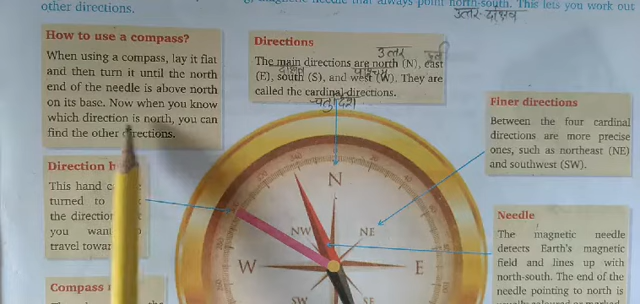 other directions.
magnetic needle that always point north-south. This lets you work out
उत्तर-दक्षिण
How to use a compass?
When using a compass, lay it flat
and then turn it until the north
end of the needle is above north
on its base. Now when you know
which direction is north, you can
find the other directions.
Directions
उत्तर
The main directions are north (N), east
दक्षिण
(E), south (S), and west (W). They are
called the cardinal directions.
Finer directions
Between the four cardinal
directions are more precise
ones, such as northeast (NE)
and southwest (SW).
Direction
This hand
turned to
the direction
you want
travel
N
NW
NE
W
E
SW
SE
Needle
The magnetic needle
detects Earth's magnetic
field and lines up with
north-south. The end of the
needle pointing to north is
Compass